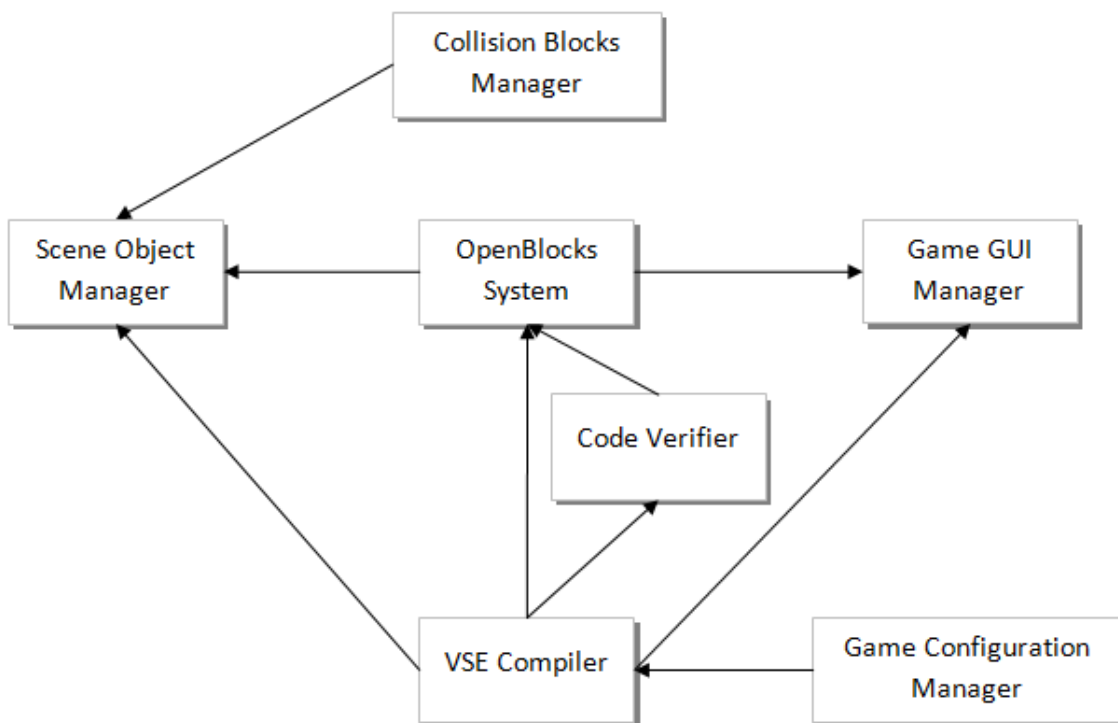 Collision Blocks
Manager
Scene Object
Manager
OpenBlocks
System
Game GUI
Manager
Code Verifier
VSE Compiler
Game Configuration
Manager